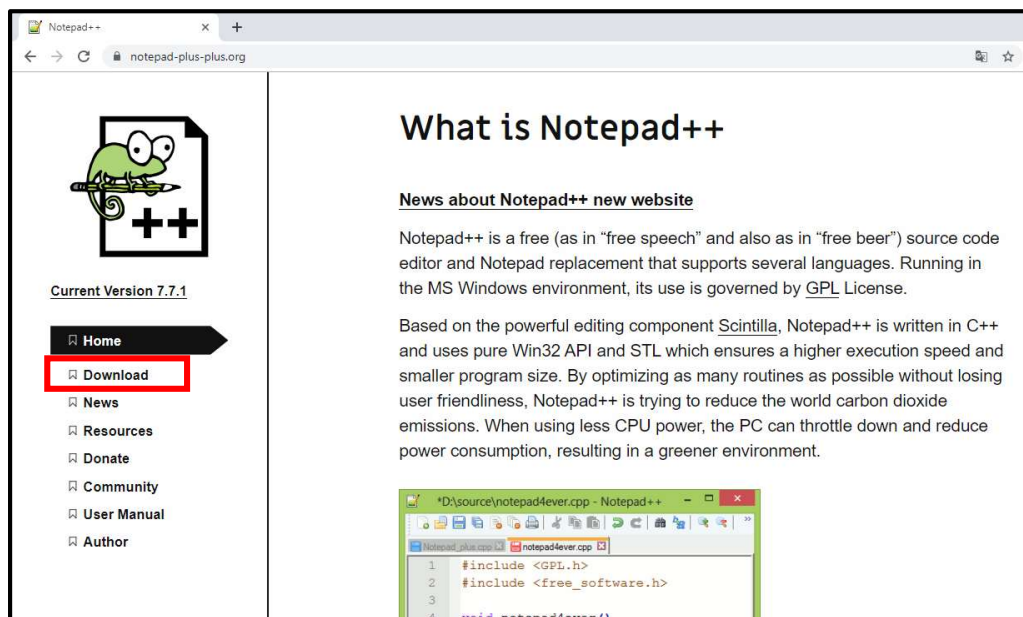 Notepad++
notepad-plus-plus.org
++
Current Version 7.7.1
Home
Download
News
Resources
Donate
Community
User Manual
Author
What is Notepad++
News about Notepad++ new website
Notepad++ is a free (as in “free speech” and also as in “free beer”) source code
editor and Notepad replacement that supports several languages. Running in
the MS Windows environment, its use is governed by GPL License.
Based on the powerful editing component Scintilla, Notepad++ is written in C++
and uses pure Win32 API and STL which ensures a higher execution speed and
smaller program size. By optimizing as many routines as possible without losing
user friendliness, Notepad++ is trying to reduce the world carbon dioxide
emissions. When using less CPU power, the PC can throttle down and reduce
power consumption, resulting in a greener environment.
*D:\source\notepad4ever.cpp - Notepad++
Notepad_plus.cpp notepad4ever.cpp
1 #include <GPL.h>
2 #include <free_software.h>
3
4 void notepad4ever()